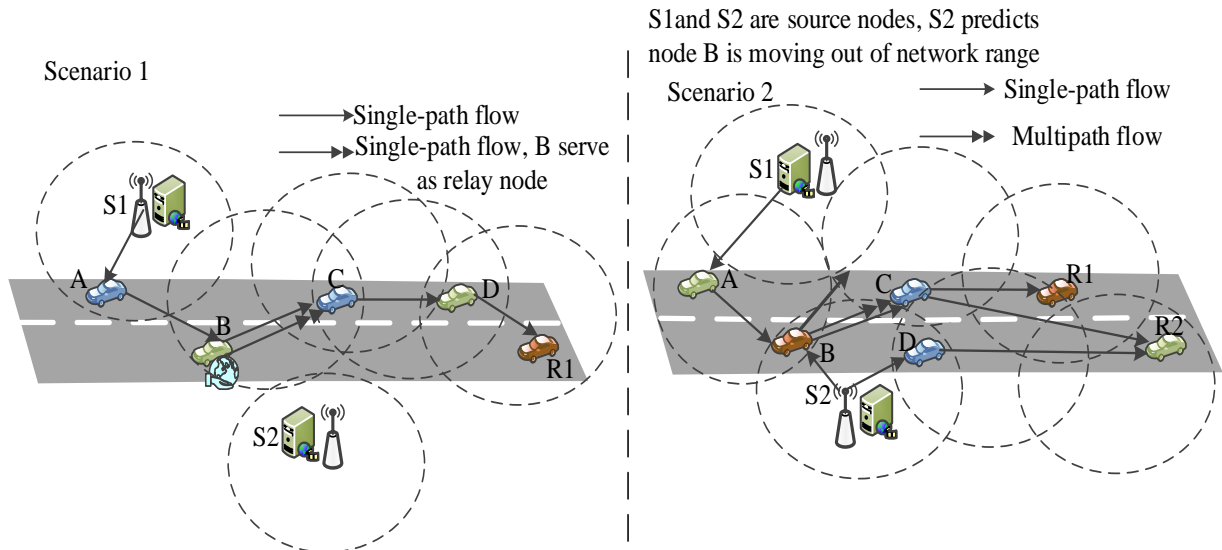 Scenario 1
Single-path flow
Single-path flow, B serve
as relay node
S1
A
B
C
D
R1
S2
S1and S2 are source nodes, S2 predicts
node B is moving out of network range
Scenario 2
Single-path flow
Multipath flow
S1
A
B
C
D
R1
R2
S2